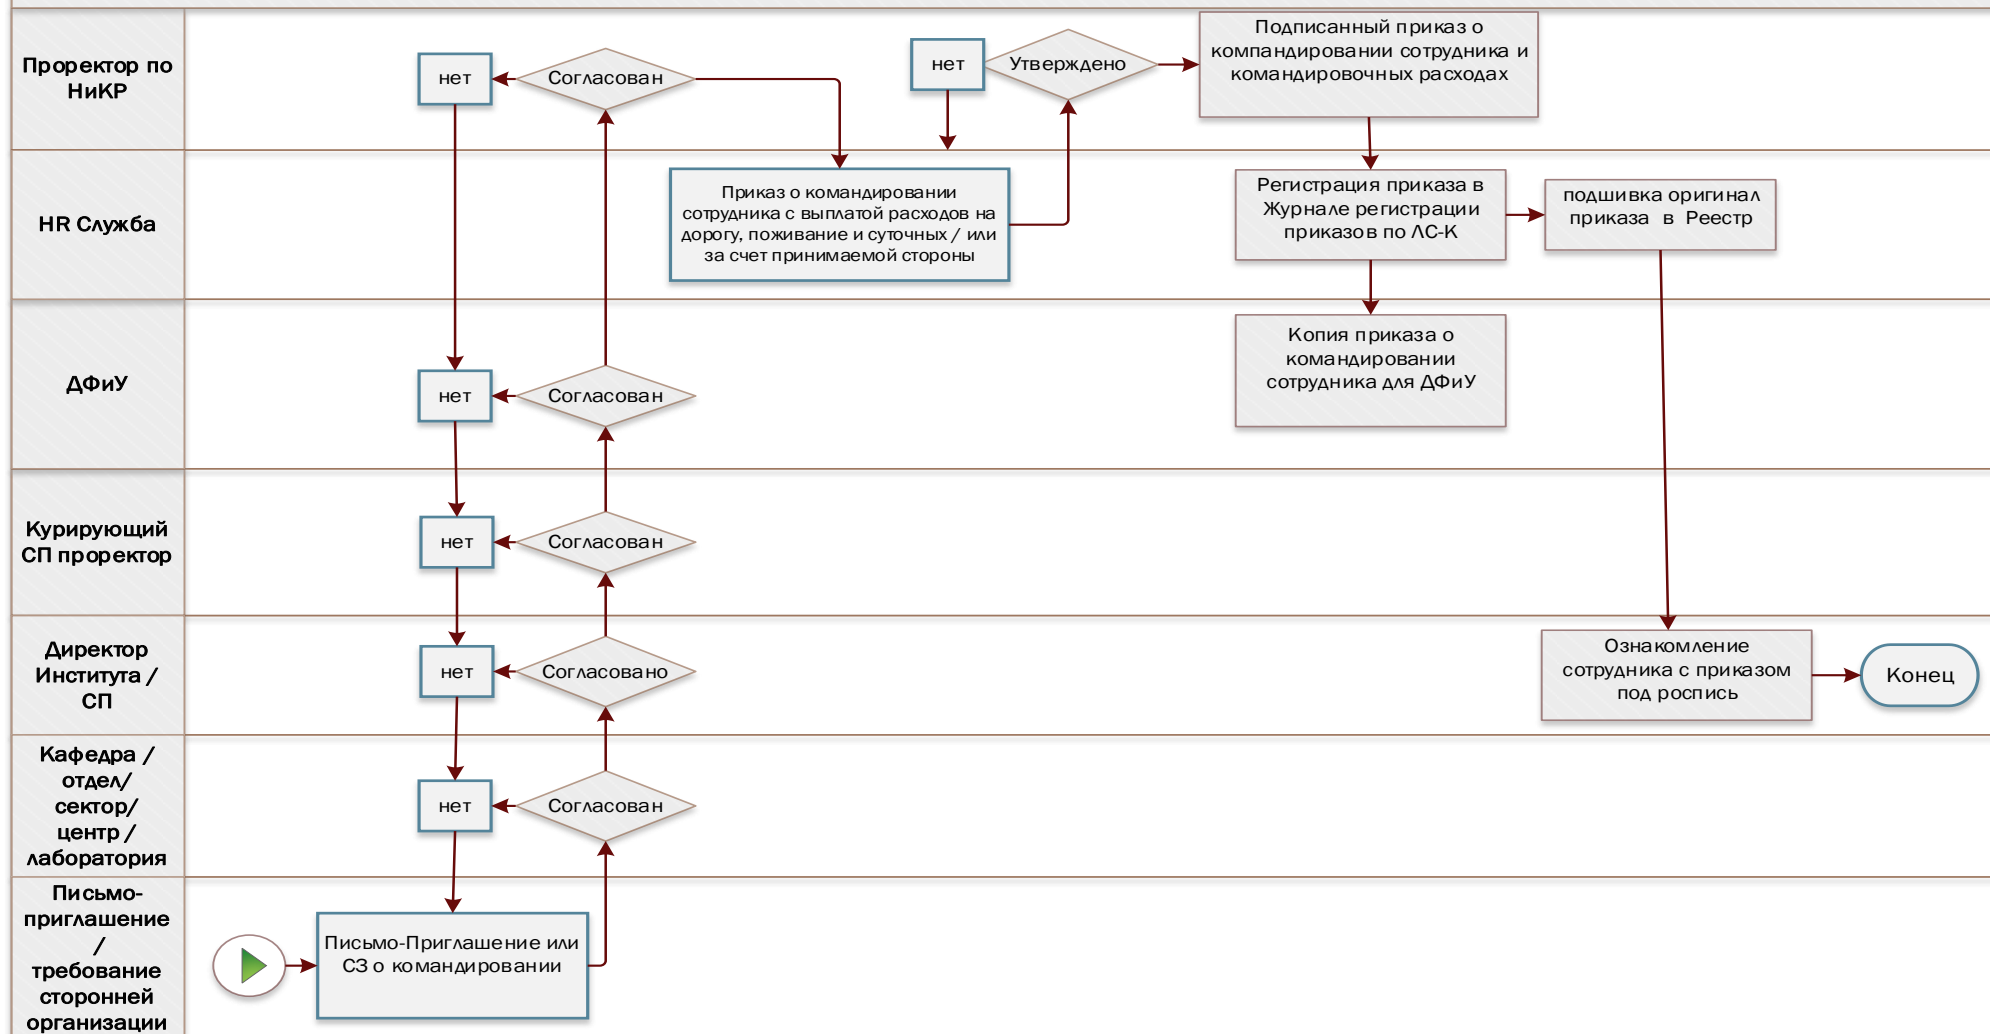 Проректор по
НиКР
нет
Согласован
нет
Утверждено
Подписанный приказ о
компандировании сотрудника и
командировочных расходах
HR Служба
Приказ о командировании
сотрудника с выплатой расходов на
дорогу, поживание и суточных / или
за счет принимаемой стороны
Регистрация приказа в
Журнале регистрации
приказов по ЛС-К
подшивка оригинал
приказа в Реестр
ДФиУ
нет
Согласован
Копия приказа о
командировании
сотрудника для ДФиУ
Курирующий
СП проректор
нет
Согласован
Директор
Института /
СП
нет
Согласовано
Ознакомление
сотрудника с приказом
под роспись
Конец
Кафедра /
отдел/
сектор/
центр /
лаборатория
нет
Согласован
Письмо-
приглашение
/
требование
сторонней
организации
Письмо-Приглашение или
СЗ о командировании